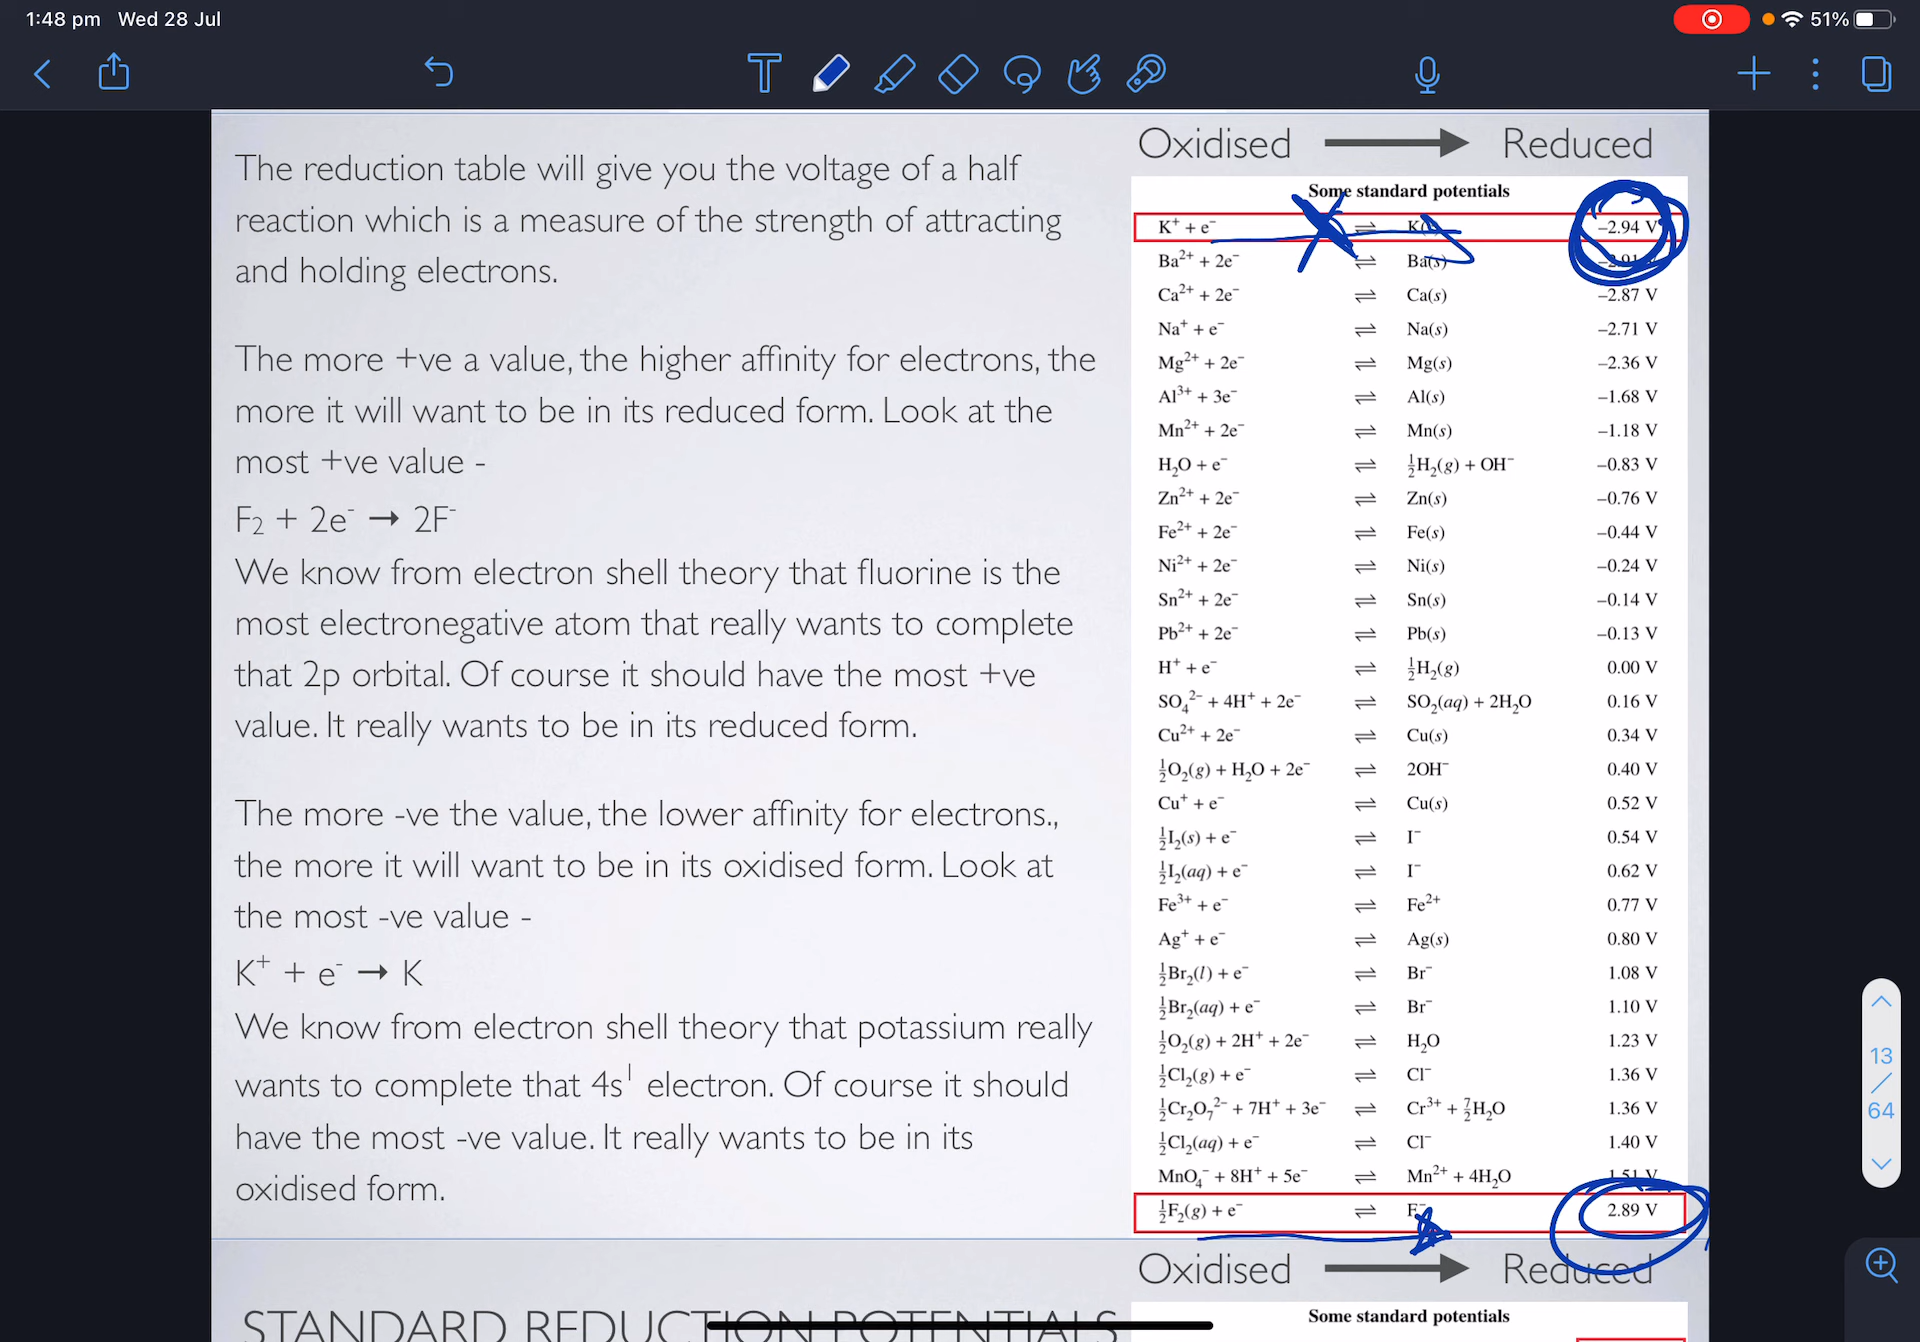 1:48 pm Wed 28 Jul
51%
Oxidised Reduced
The reduction table will give you the voltage of a half
reaction which is a measure of the strength of attracting
and holding electrons.
The more +ve a value, the higher affinity for electrons, the
more it will want to be in its reduced form. Look at the
most +ve value -
F₂ + 2e⁻ → 2F⁻
We know from electron shell theory that fluorine is the
most electronegative atom that really wants to complete
that 2p orbital. Of course it should have the most +ve
value. It really wants to be in its reduced form.
The more -ve the value, the lower affinity for electrons.,
the more it will want to be in its oxidised form. Look at
the most -ve value -
K⁺ + e⁻ → K
We know from electron shell theory that potassium really
wants to complete that 4s¹ electron. Of course it should
have the most -ve value. It really wants to be in its
oxidised form.
Some standard potentials
K⁺ + e⁻ ⇌ −2.94 V
Ba²⁺ + 2e⁻ ⇌ Ba(s) −2.91
Ca²⁺ + 2e⁻ ⇌ Ca(s) −2.87 V
Na⁺ + e⁻ ⇌ Na(s) −2.71 V
Mg²⁺ + 2e⁻ ⇌ Mg(s) −2.36 V
Al³⁺ + 3e⁻ ⇌ Al(s) −1.68 V
Mn²⁺ + 2e⁻ ⇌ Mn(s) −1.18 V
H₂O + e⁻ ⇌ ½H₂(g) + OH⁻ −0.83 V
Zn²⁺ + 2e⁻ ⇌ Zn(s) −0.76 V
Fe²⁺ + 2e⁻ ⇌ Fe(s) −0.44 V
Ni²⁺ + 2e⁻ ⇌ Ni(s) −0.24 V
Sn²⁺ + 2e⁻ ⇌ Sn(s) −0.14 V
Pb²⁺ + 2e⁻ ⇌ Pb(s) −0.13 V
H⁺ + e⁻ ⇌ ½H₂(g) 0.00 V
SO₄²⁻ + 4H⁺ + 2e⁻ ⇌ SO₂(aq) + 2H₂O 0.16 V
Cu²⁺ + 2e⁻ ⇌ Cu(s) 0.34 V
½O₂(g) + H₂O + 2e⁻ ⇌ 2OH⁻ 0.40 V
Cu⁺ + e⁻ ⇌ Cu(s) 0.52 V
½I₂(s) + e⁻ ⇌ I⁻ 0.54 V
½I₂(aq) + e⁻ ⇌ I⁻ 0.62 V
Fe³⁺ + e⁻ ⇌ Fe²⁺ 0.77 V
Ag⁺ + e⁻ ⇌ Ag(s) 0.80 V
½Br₂(l) + e⁻ ⇌ Br⁻ 1.08 V
½Br₂(aq) + e⁻ ⇌ Br⁻ 1.10 V
½O₂(g) + 2H⁺ + 2e⁻ ⇌ H₂O 1.23 V
½Cl₂(g) + e⁻ ⇌ Cl⁻ 1.36 V
½Cr₂O₇²⁻ + 7H⁺ + 3e⁻ ⇌ Cr³⁺ + 7/2H₂O 1.36 V
½Cl₂(aq) + e⁻ ⇌ Cl⁻ 1.40 V
MnO₄⁻ + 8H⁺ + 5e⁻ ⇌ Mn²⁺ + 4H₂O 1.51 V
½F₂(g) + e⁻ ⇌ F⁻ 2.89 V
Oxidised Reduced
STANDARD REDUCTION POTENTIALS
Some standard potentials
13
/
64